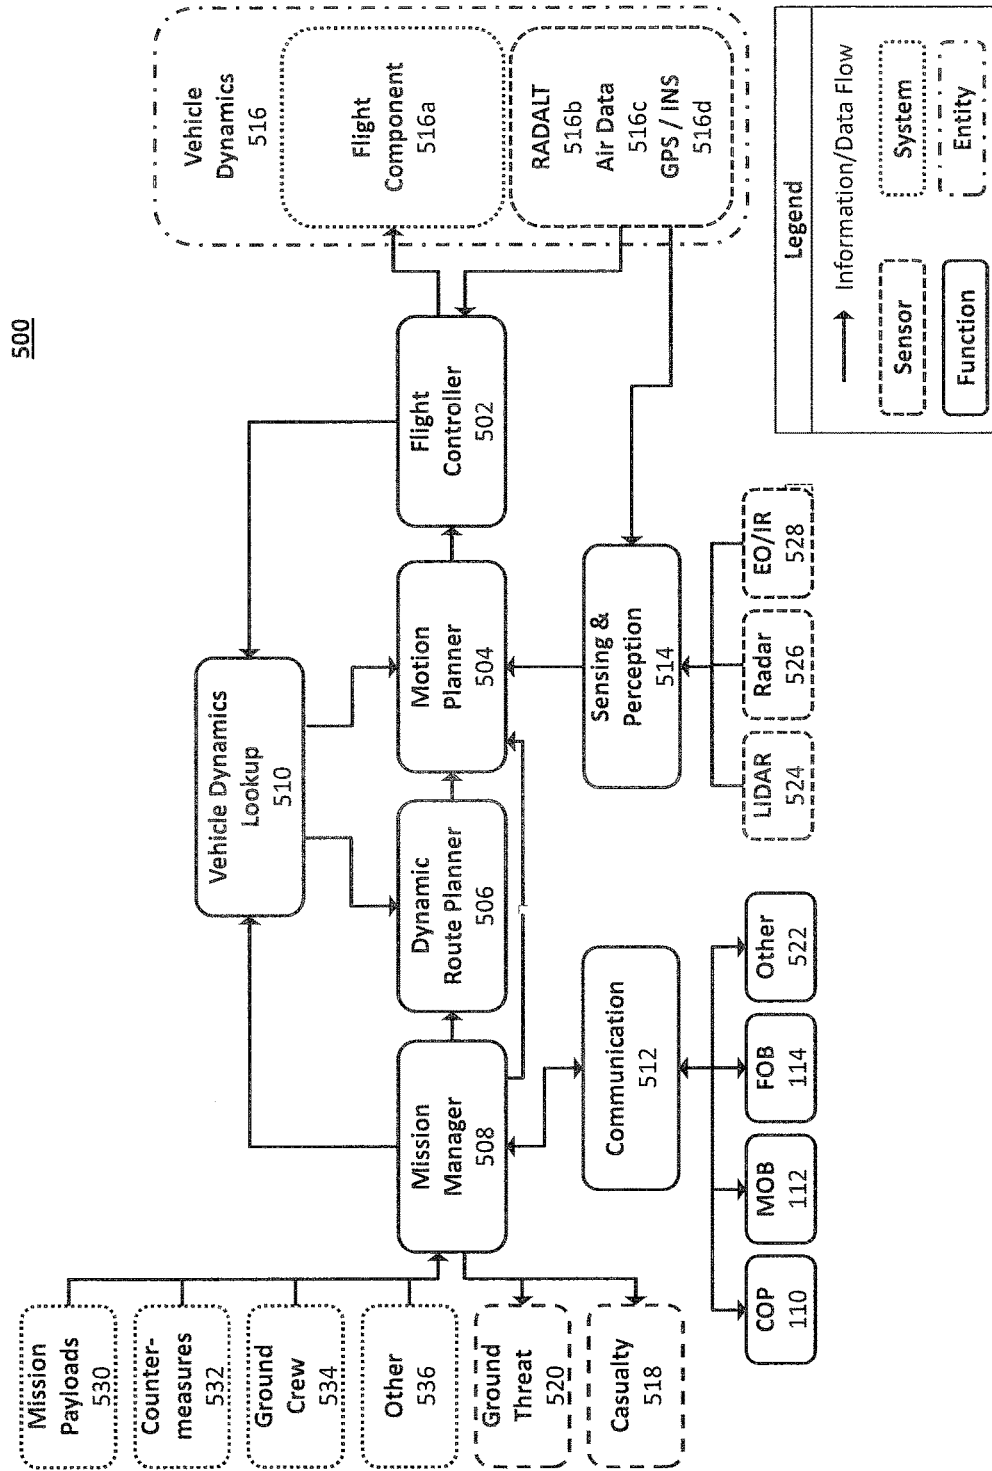 500
Mission
Payloads
530
Counter-
measures
532
Ground
Crew
534
Other
536
Ground
Threat
520
Casualty
518
Mission
Manager
508
Vehicle Dynamics
Lookup
510
Dynamic
Route Planner
506
Motion
Planner
504
Flight
Controller
502
Vehicle
Dynamics
516
Flight
Component
516a
RADALT
516b
Air Data
516c
GPS / INS
516d
Communication
512
Sensing &
Perception
514
COP
110
MOB
112
FOB
114
Other
522
LIDAR
524
Radar
526
EO/IR
528
Legend
Information/Data Flow
Sensor
System
Function
Entity